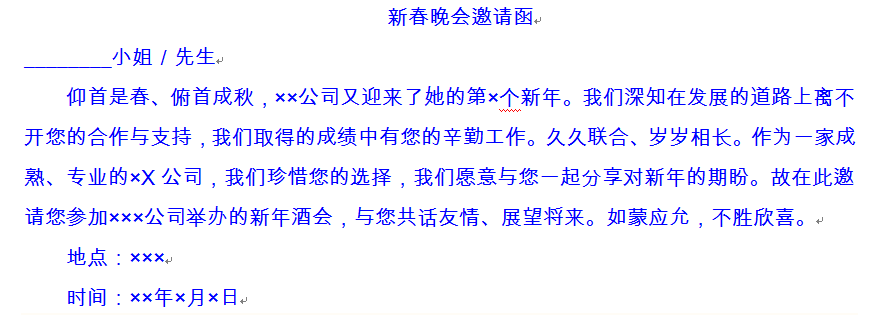 新春晚会邀请函
________小姐 / 先生
仰首是春、俯首成秋，××公司又迎来了她的第×个新年。我们深知在发展的道路上离不
开您的合作与支持，我们取得的成绩中有您的辛勤工作。久久联合、岁岁相长。作为一家成
熟、专业的×X 公司，我们珍惜您的选择，我们愿意与您一起分享对新年的期盼。故在此邀
请您参加×××公司举办的新年酒会，与您共话友情、展望将来。如蒙应允，不胜欣喜。
地点：×××
时间：××年×月×日